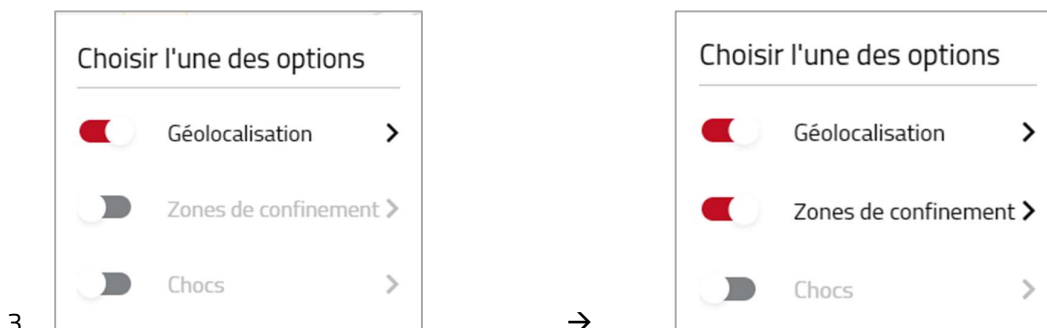 Choisir l'une des options
Géolocalisation
Zones de confinement
Chocs
3
→
Choisir l'une des options
Géolocalisation
Zones de confinement
Chocs